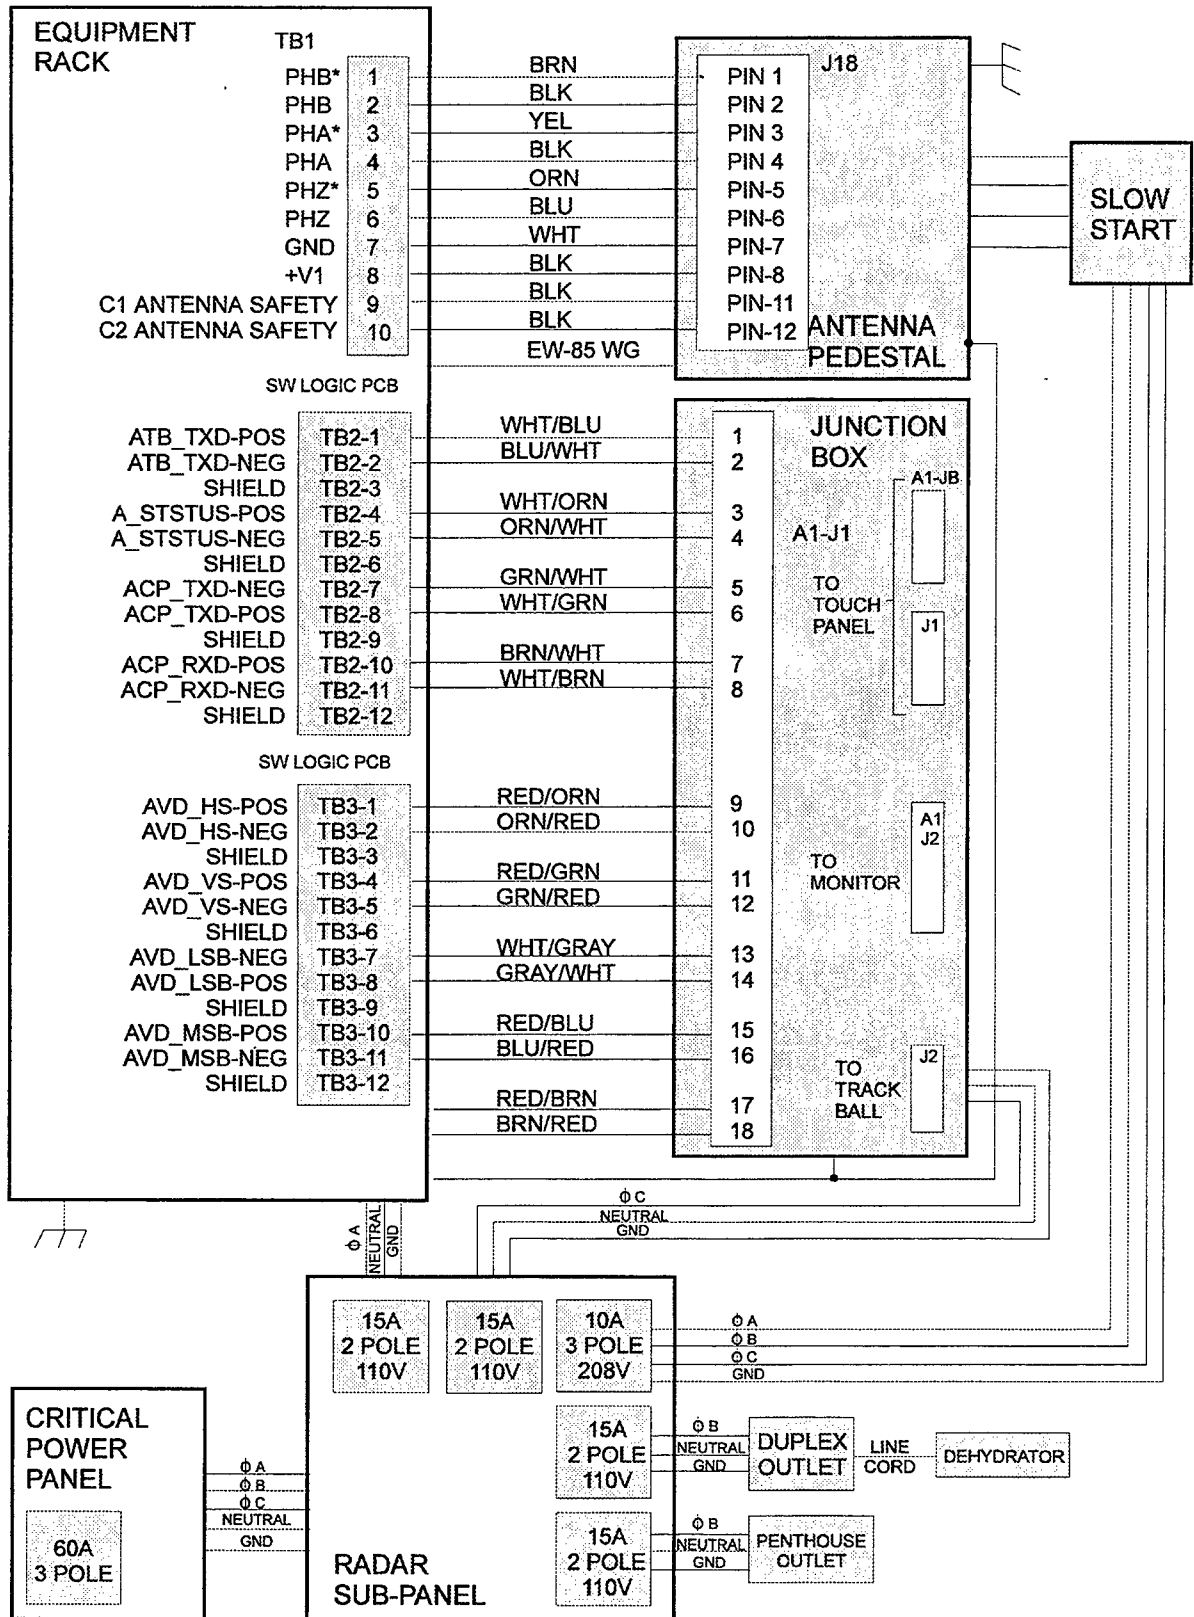 EQUIPMENT
RACK
TB1
PHB* 1 BRN PIN 1
PHB 2 BLK PIN 2
PHA* 3 YEL PIN 3
PHA 4 BLK PIN 4
PHZ* 5 ORN PIN-5
PHZ 6 BLU PIN-6
GND 7 WHT PIN-7
+V1 8 BLK PIN-8
C1 ANTENNA SAFETY 9 BLK PIN-11
C2 ANTENNA SAFETY 10 BLK PIN-12
EW-85 WG
J18
ANTENNA
PEDESTAL
SLOW
START
SW LOGIC PCB
ATB_TXD-POS TB2-1 WHT/BLU 1
ATB_TXD-NEG TB2-2 BLU/WHT 2
SHIELD TB2-3
A_STSTUS-POS TB2-4 WHT/ORN 3
A_STSTUS-NEG TB2-5 ORN/WHT 4
SHIELD TB2-6
ACP_TXD-NEG TB2-7 GRN/WHT 5
ACP_TXD-POS TB2-8 WHT/GRN 6
SHIELD TB2-9
ACP_RXD-POS TB2-10 BRN/WHT 7
ACP_RXD-NEG TB2-11 WHT/BRN 8
SHIELD TB2-12
SW LOGIC PCB
AVD_HS-POS TB3-1 RED/ORN 9
AVD_HS-NEG TB3-2 ORN/RED 10
SHIELD TB3-3
AVD_VS-POS TB3-4 RED/GRN 11
AVD_VS-NEG TB3-5 GRN/RED 12
SHIELD TB3-6
AVD_LSB-NEG TB3-7 WHT/GRAY 13
AVD_LSB-POS TB3-8 GRAY/WHT 14
SHIELD TB3-9
AVD_MSB-POS TB3-10 RED/BLU 15
AVD_MSB-NEG TB3-11 BLU/RED 16
SHIELD TB3-12
RED/BRN 17
BRN/RED 18
JUNCTION
BOX
A1-JB
A1-J1
TO
TOUCH
PANEL
J1
A1
J2
TO
MONITOR
J2
TO
TRACK
BALL
ϕ A
NEUTRAL
GND
ϕ C
NEUTRAL
GND
15A
2 POLE
110V
15A
2 POLE
110V
10A
3 POLE
208V
ϕ A
ϕ B
ϕ C
GND
CRITICAL
POWER
PANEL
60A
3 POLE
ϕ A
ϕ B
ϕ C
NEUTRAL
GND
15A
2 POLE
110V
ϕ B
NEUTRAL
GND
DUPLEX
OUTLET
LINE
CORD
DEHYDRATOR
15A
2 POLE
110V
ϕ B
NEUTRAL
GND
PENTHOUSE
OUTLET
RADAR
SUB-PANEL